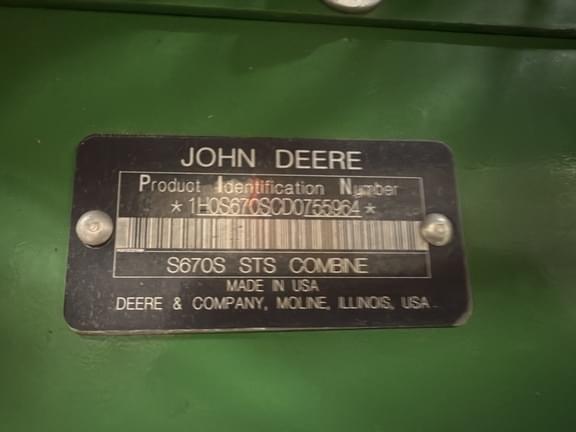 JOHN DEERE
Product Identification Number
*1H0S670SCD0755964*
S670S STS COMBINE
MADE IN USA
DEERE & COMPANY, MOLINE, ILLINOIS, USA